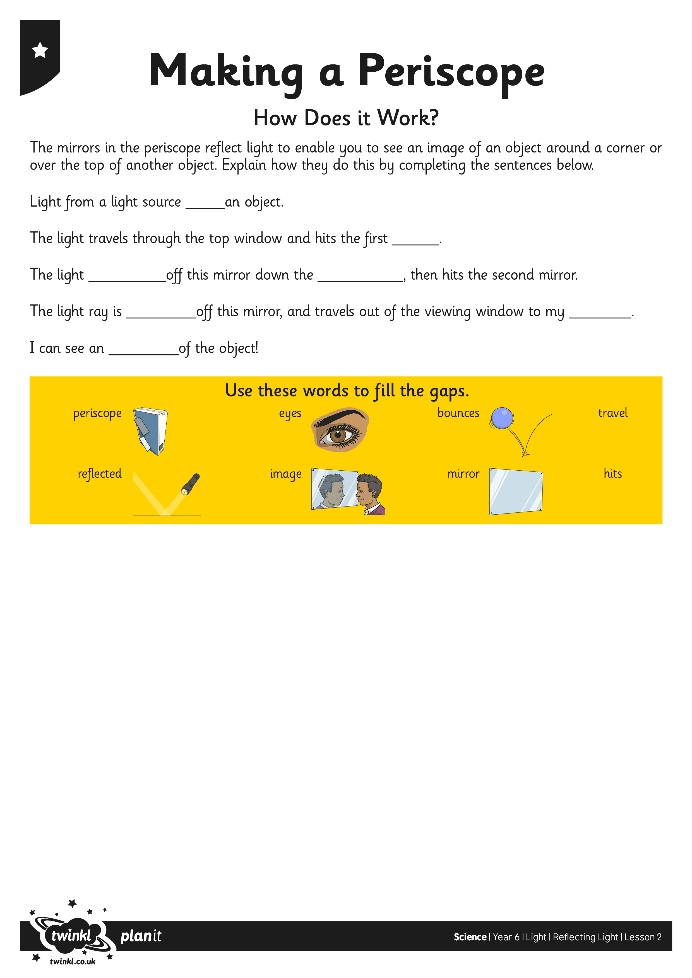 Making a Periscope
How Does it Work?
The mirrors in the periscope reflect light to enable you to see an image of an object around a corner or
over the top of another object. Explain how they do this by completing the sentences below.
Light from a light source _____an object.
The light travels through the top window and hits the first ______.
The light __________off this mirror down the ___________, then hits the second mirror.
The light ray is _________off this mirror, and travels out of the viewing window to my ________.
I can see an _________of the object!
Use these words to fill the gaps.
periscope eyes bounces travel
reflected image mirror hits
twinkl planit
twinkl.co.uk
Science | Year 6 | Light | Reflecting Light | Lesson 2